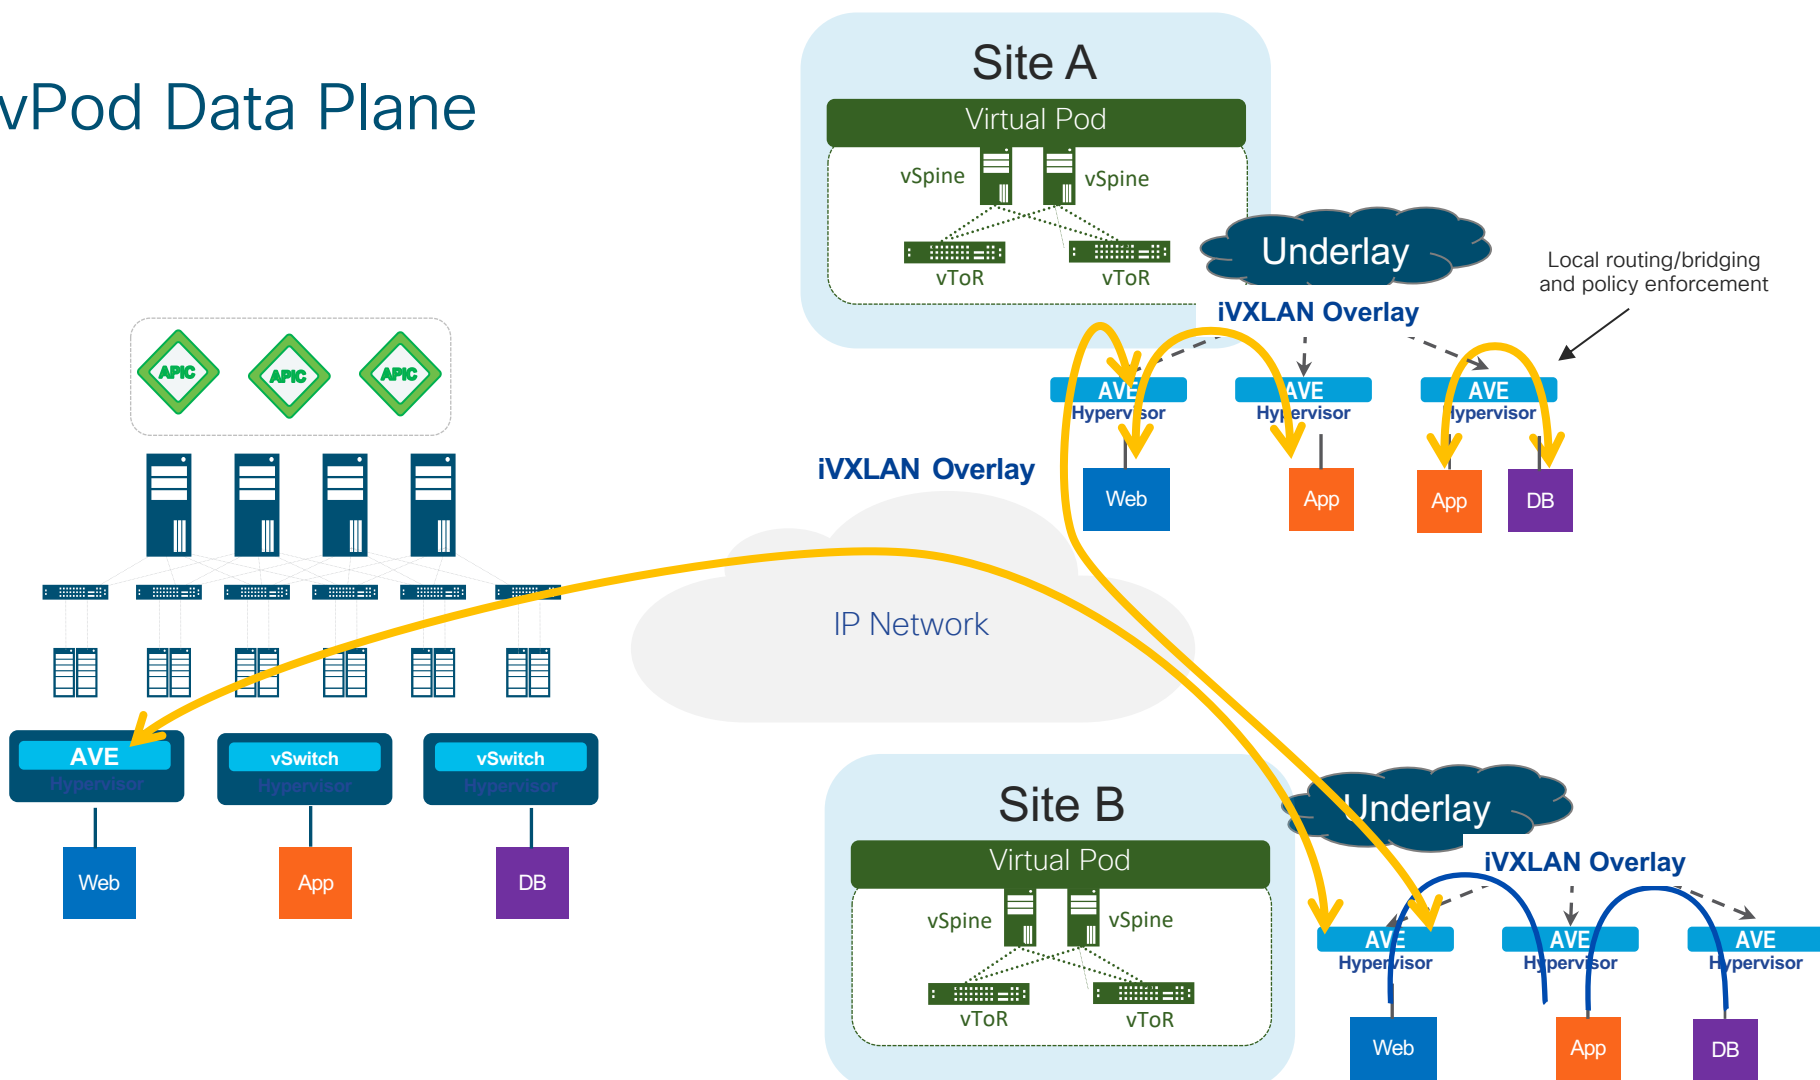 vPod Data Plane
Site A
Virtual Pod
vSpine
vSpine
vToR
vToR
Underlay
iVXLAN Overlay
Local routing/bridging
and policy enforcement
APIC
APIC
APIC
AVE
Hypervisor
AVE
Hypervisor
AVE
Hypervisor
iVXLAN Overlay
Web
App
App
DB
IP Network
AVE
Hypervisor
vSwitch
Hypervisor
vSwitch
Hypervisor
Web
App
DB
Site B
Virtual Pod
vSpine
vSpine
vToR
vToR
Underlay
iVXLAN Overlay
AVE
Hypervisor
AVE
Hypervisor
AVE
Hypervisor
Web
App
DB